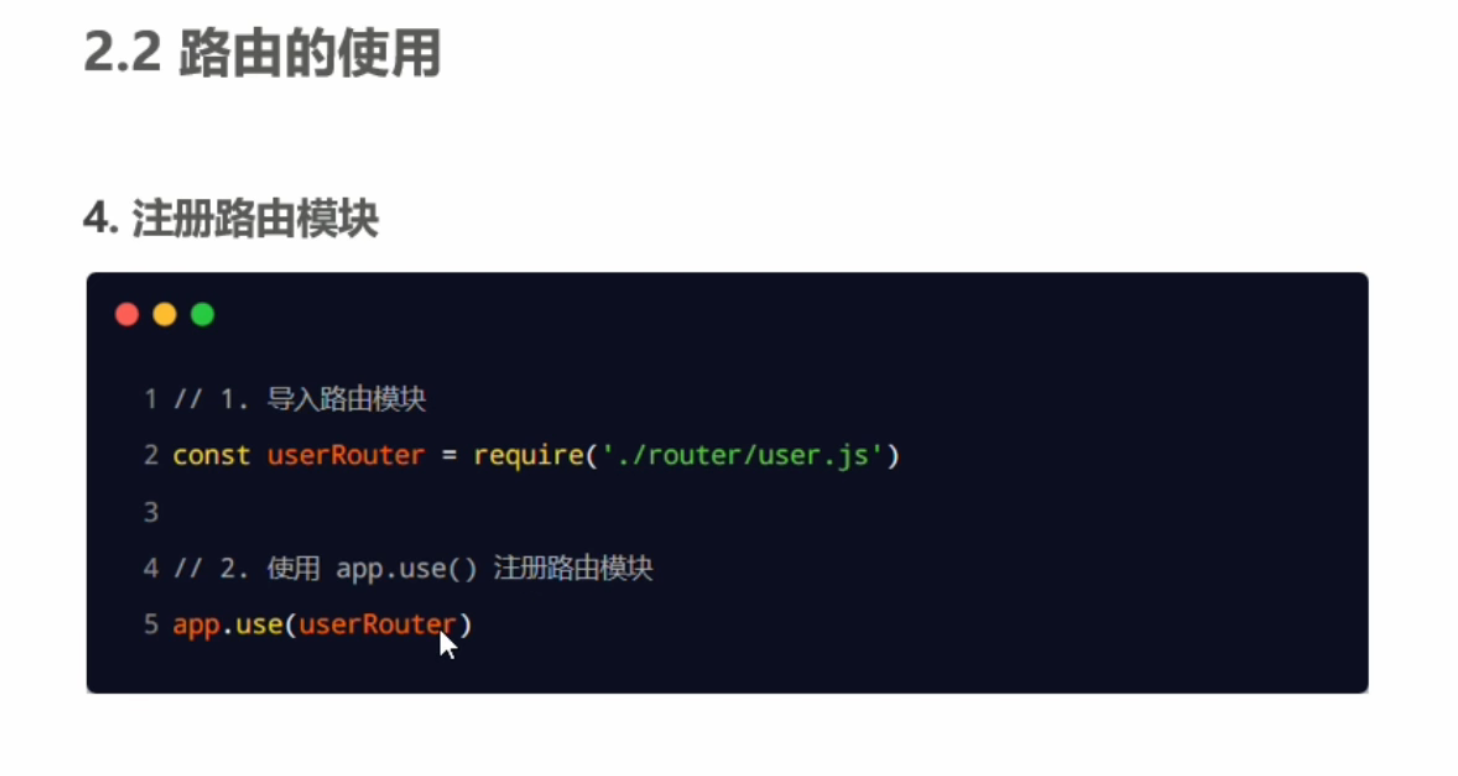 2.2 路由的使用
4. 注册路由模块
1 // 1. 导入路由模块
2 const userRouter = require('./router/user.js')
3
4 // 2. 使用 app.use() 注册路由模块
5 app.use(userRouter)